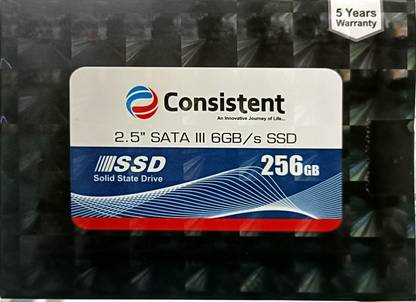 5 Years
Warranty
Consistent
An Innovative Journey of Life...
2.5" SATA III 6GB/s SSD
SSD
256GB
Solid State Drive